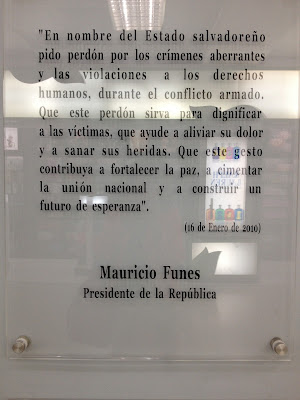 "En nombre del Estado salvadoreño
pido perdón por los crímenes aberrantes
y las violaciones a los derechos
humanos, durante el conflicto armado.
Que este perdón sirva para dignificar
a las víctimas, que ayude a aliviar su dolor
y a sanar sus heridas. Que este gesto
contribuya a fortalecer la paz, a cimentar
la unión nacional y a construir un
futuro de esperanza".
(16 de Enero de 2010)
Mauricio Funes
Presidente de la República